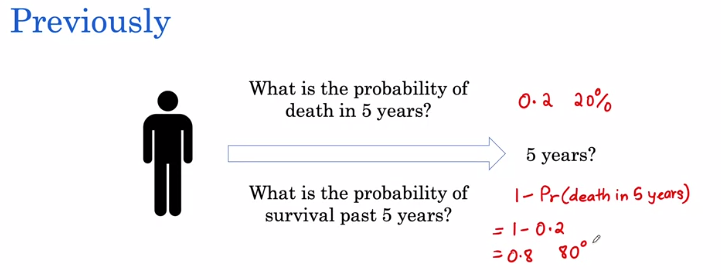 Previously
What is the probability of
death in 5 years?
0.2 20%
5 years?
What is the probability of
survival past 5 years?
1 - Pr(death in 5 years)
= 1 - 0.2
= 0.8 80°